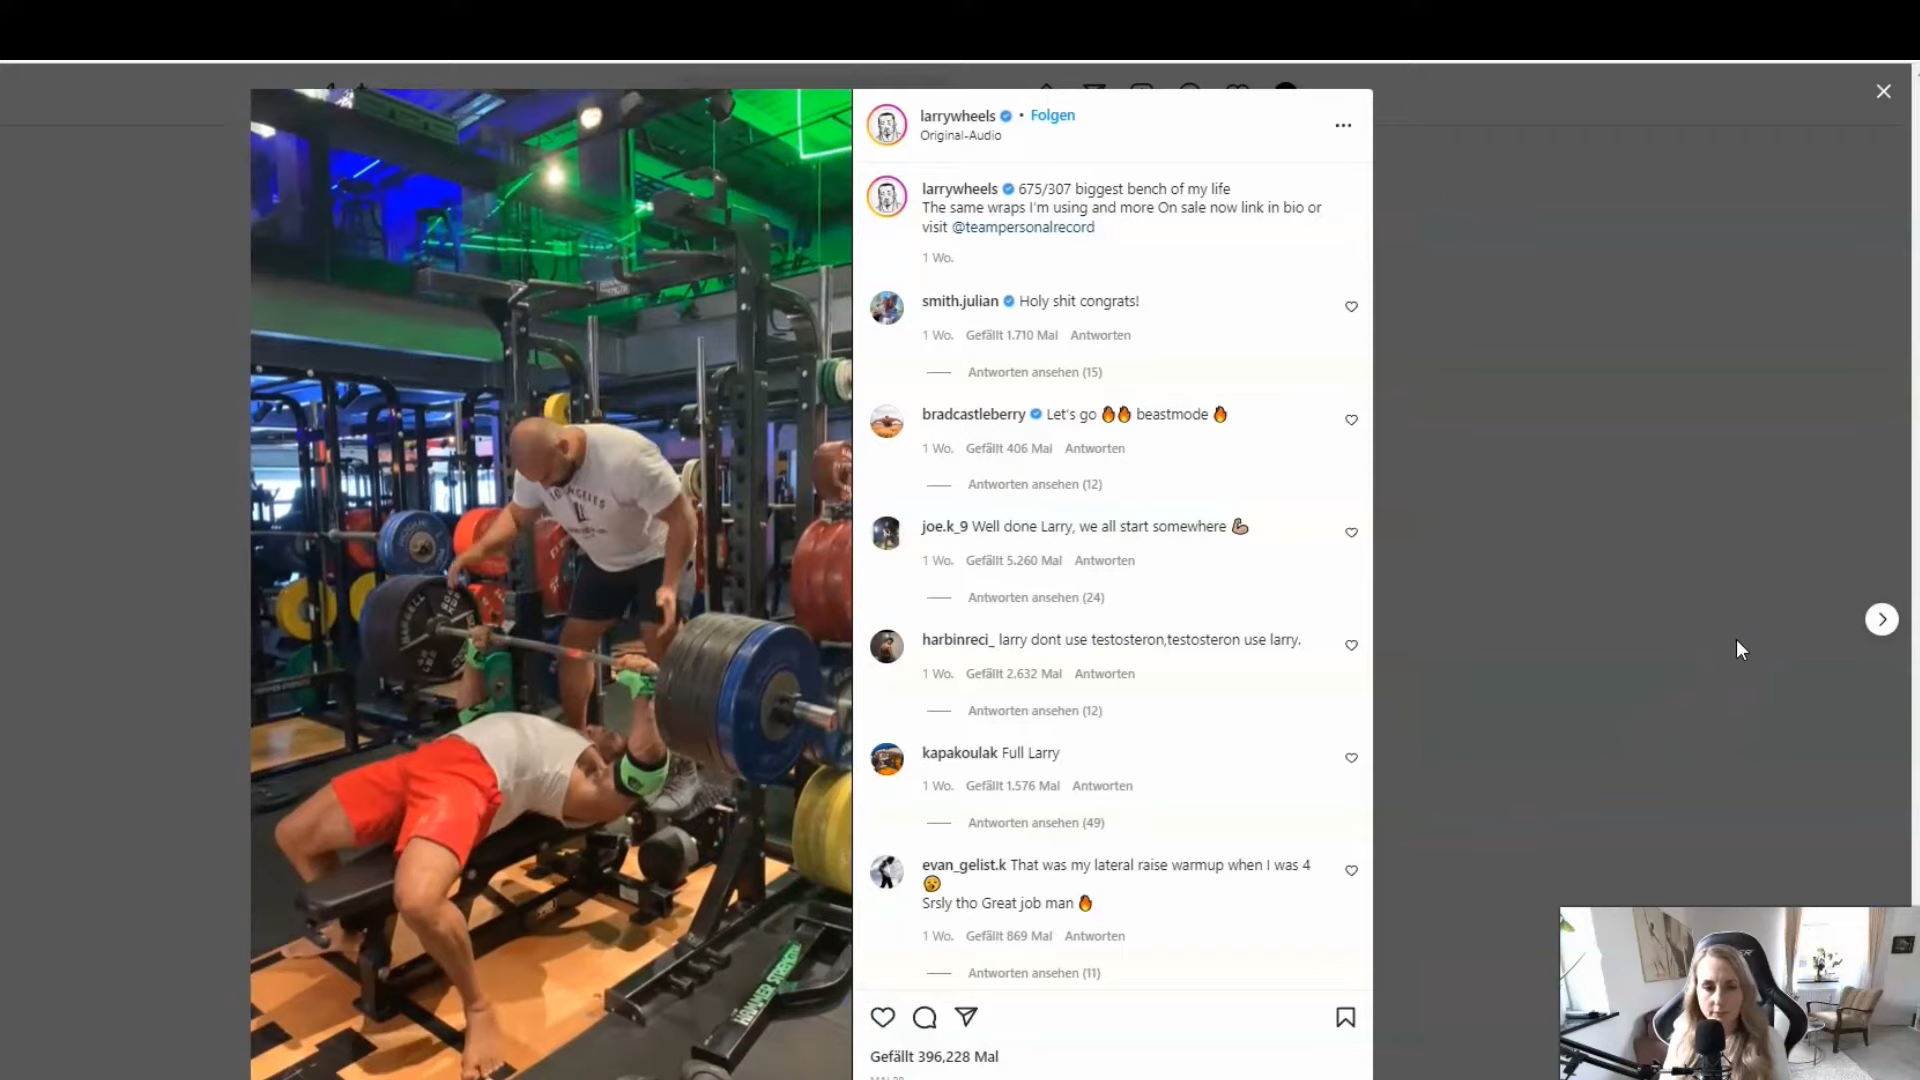 larrywheels • Folgen
Original-Audio
larrywheels 675/307 biggest bench of my life
The same wraps I'm using and more On sale now link in bio or
visit @teampersonalrecord
1 Wo.
smith.julian Holy shit congrats!
1 Wo. Gefällt 1.710 Mal Antworten
Antworten ansehen (15)
bradcastleberry Let's go 🔥🔥 beastmode 🔥
1 Wo. Gefällt 406 Mal Antworten
Antworten ansehen (12)
joe.k_9 Well done Larry, we all start somewhere 💪
1 Wo. Gefällt 5.260 Mal Antworten
Antworten ansehen (24)
harbinreci_ larry dont use testosteron,testosteron use larry.
1 Wo. Gefällt 2.632 Mal Antworten
Antworten ansehen (12)
kapakoulak Full Larry
1 Wo. Gefällt 1.576 Mal Antworten
Antworten ansehen (49)
evan_gelist.k That was my lateral raise warmup when I was 4
😯
Srsly tho Great job man 🔥
1 Wo. Gefällt 869 Mal Antworten
Antworten ansehen (11)
Gefällt 396,228 Mal
HAMMER STRENGTH